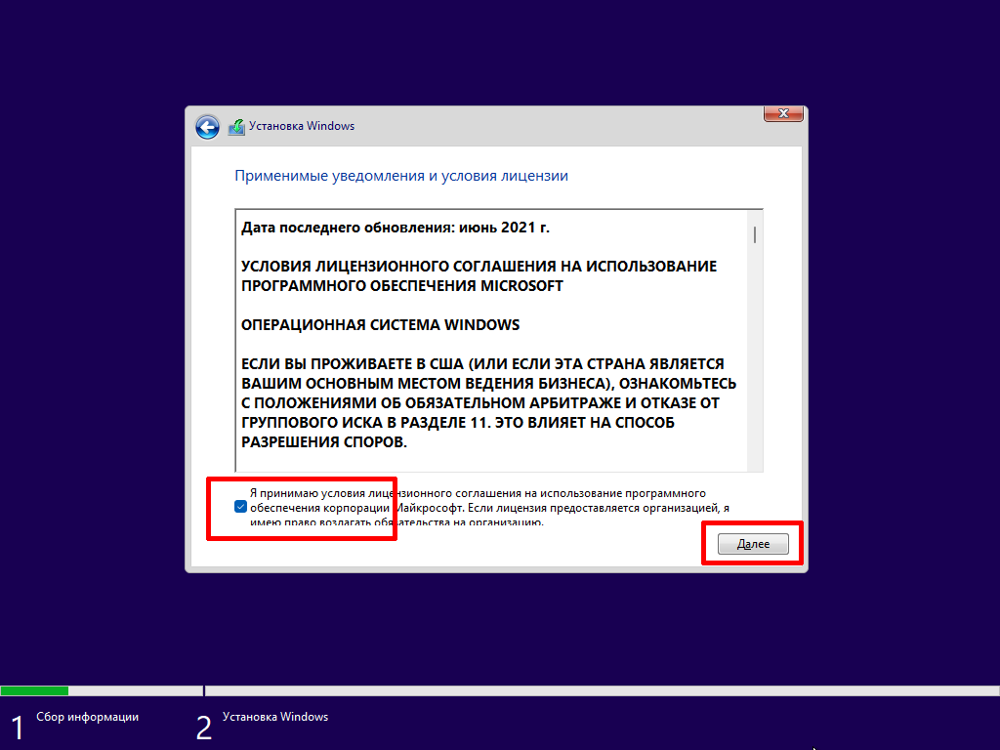 Установка Windows
Применимые уведомления и условия лицензии
Дата последнего обновления: июнь 2021 г.
УСЛОВИЯ ЛИЦЕНЗИОННОГО СОГЛАШЕНИЯ НА ИСПОЛЬЗОВАНИЕ
ПРОГРАММНОГО ОБЕСПЕЧЕНИЯ MICROSOFT
ОПЕРАЦИОННАЯ СИСТЕМА WINDOWS
ЕСЛИ ВЫ ПРОЖИВАЕТЕ В США (ИЛИ ЕСЛИ ЭТА СТРАНА ЯВЛЯЕТСЯ
ВАШИМ ОСНОВНЫМ МЕСТОМ ВЕДЕНИЯ БИЗНЕСА), ОЗНАКОМЬТЕСЬ
С ПОЛОЖЕНИЯМИ ОБ ОБЯЗАТЕЛЬНОМ АРБИТРАЖЕ И ОТКАЗЕ ОТ
ГРУППОВОГО ИСКА В РАЗДЕЛЕ 11. ЭТО ВЛИЯЕТ НА СПОСОБ
РАЗРЕШЕНИЯ СПОРОВ.
Я принимаю условия лицензионного соглашения на использование программного
обеспечения корпорации Майкрософт. Если лицензия предоставляется организацией, я
имею право возлагать обязательства на организацию.
Далее
1 Сбор информации
2 Установка Windows